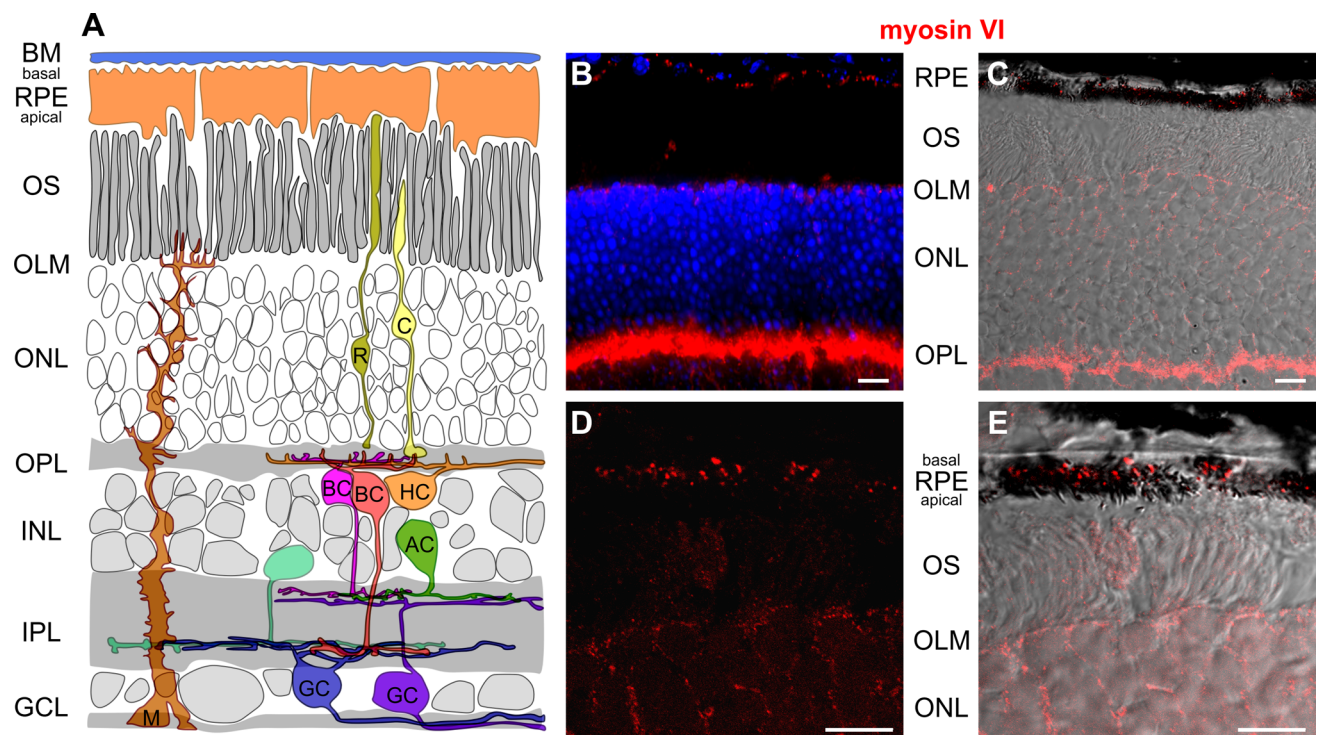 A
BM
basal
RPE
apical
OS
OLM
ONL
OPL
INL
IPL
GCL
R
C
BC
BC
HC
AC
GC
GC
M
myosin VI
B
C
D
E
RPE
OS
OLM
ONL
OPL
basal
RPE
apical
OS
OLM
ONL